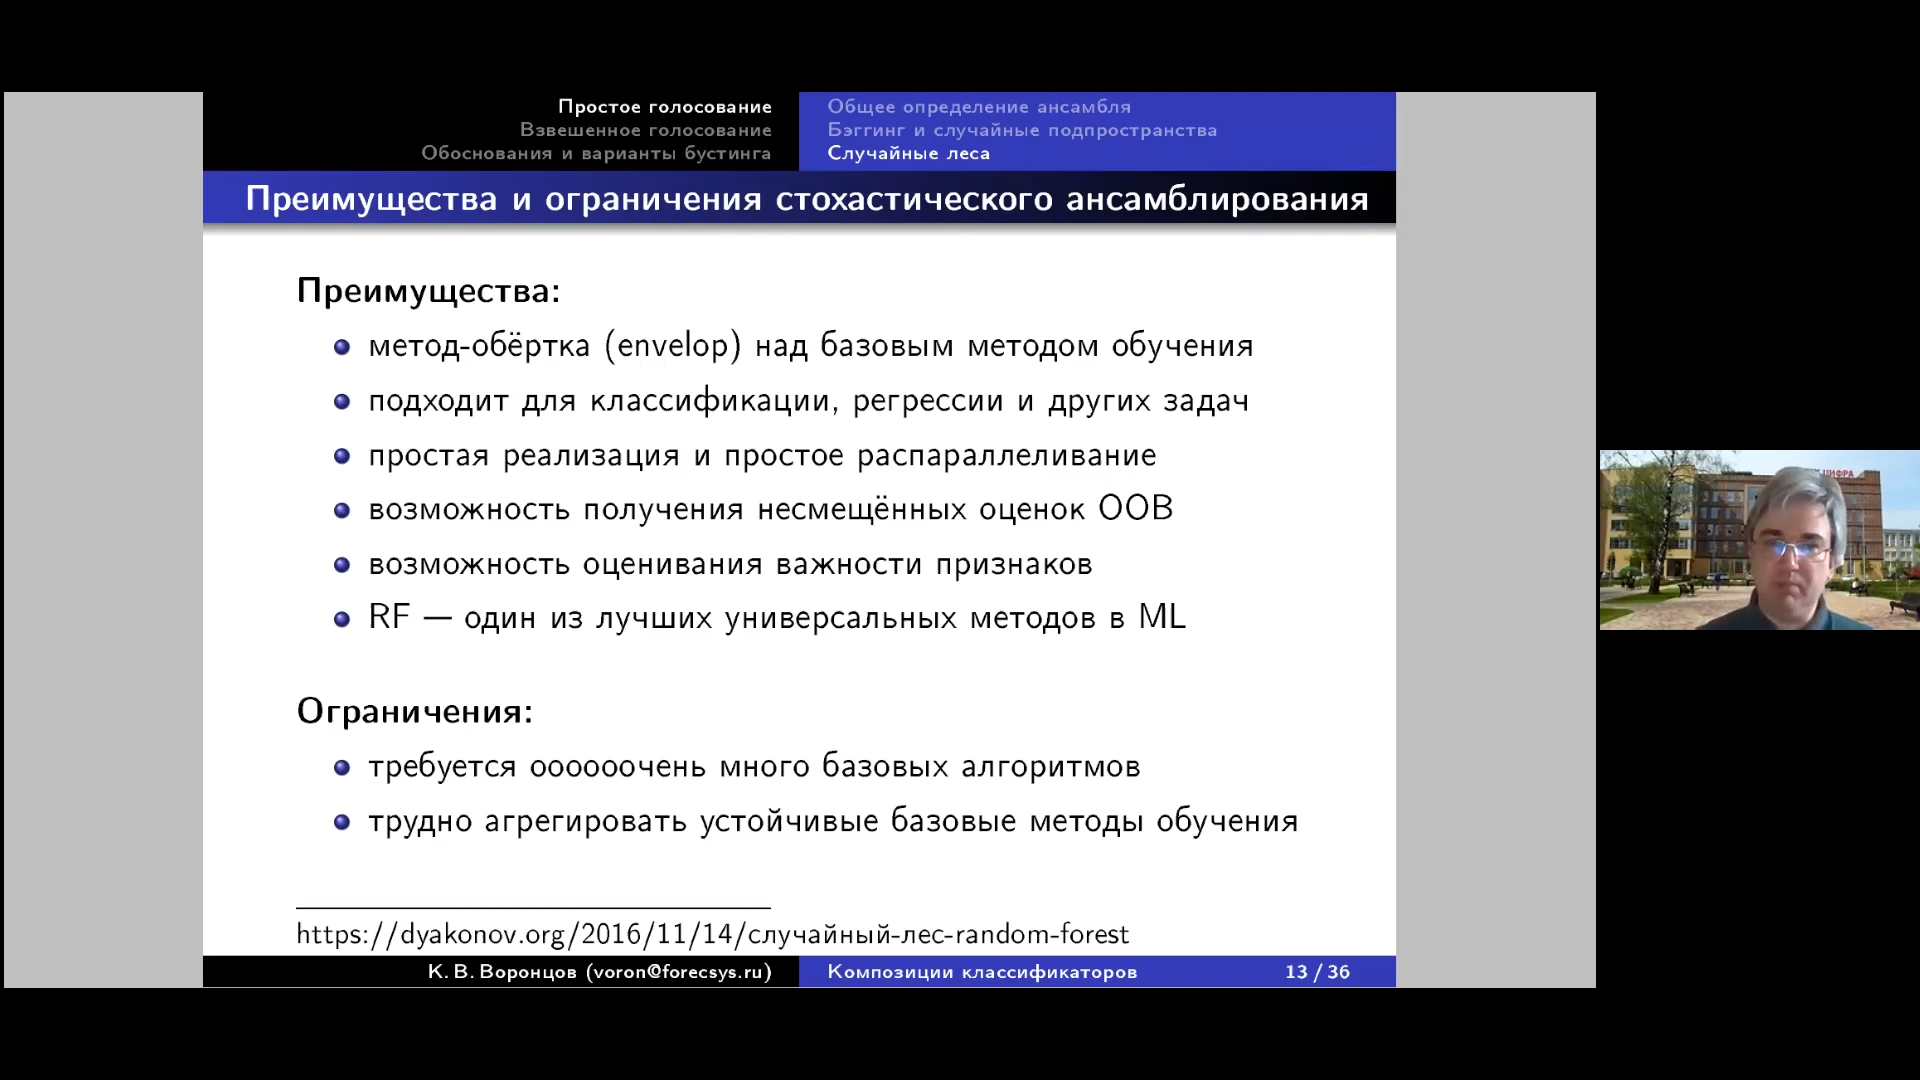 Простое голосование
Взвешенное голосование
Обоснования и варианты бустинга
Общее определение ансамбля
Бэггинг и случайные подпространства
Случайные леса
Преимущества и ограничения стохастического ансамблирования
Преимущества:
метод-обёртка (envelop) над базовым методом обучения
подходит для классификации, регрессии и других задач
простая реализация и простое распараллеливание
возможность получения несмещённых оценок OOB
возможность оценивания важности признаков
RF — один из лучших универсальных методов в ML
Ограничения:
требуется оооооочень много базовых алгоритмов
трудно агрегировать устойчивые базовые методы обучения
https://dyakonov.org/2016/11/14/случайный-лес-random-forest
К. В. Воронцов (voron@forecsys.ru)
Композиции классификаторов
13 / 36
ЦИФРА